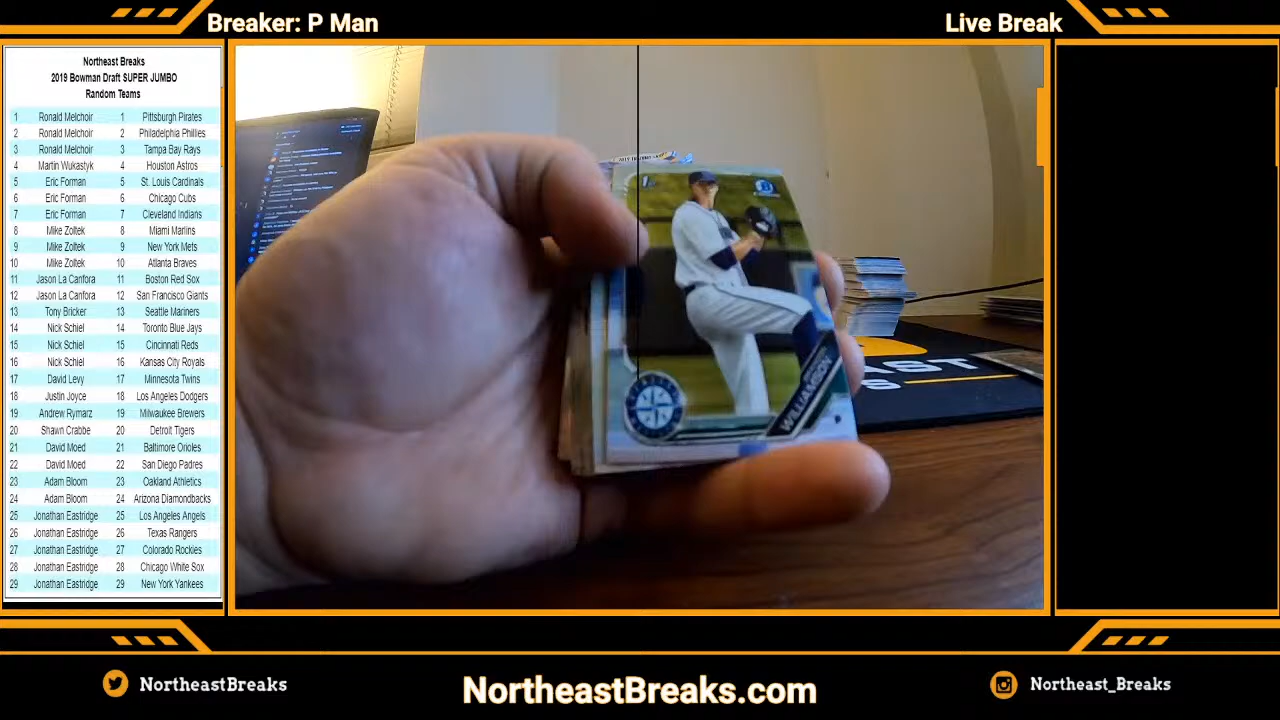 Breaker: P Man
Live Break
Northeast Breaks
2019 Bowman Draft SUPER JUMBO
Random Teams
1 Ronald Melchoir 1 Pittsburgh Pirates
2 Ronald Melchoir 2 Philadelphia Phillies
3 Ronald Melchoir 3 Tampa Bay Rays
4 Martin Wukastyk 4 Houston Astros
5 Eric Forman 5 St. Louis Cardinals
6 Eric Forman 6 Chicago Cubs
7 Eric Forman 7 Cleveland Indians
8 Mike Zoltek 8 Miami Marlins
9 Mike Zoltek 9 New York Mets
10 Mike Zoltek 10 Atlanta Braves
11 Jason La Canfora 11 Boston Red Sox
12 Jason La Canfora 12 San Francisco Giants
13 Tony Bricker 13 Seattle Mariners
14 Nick Schiel 14 Toronto Blue Jays
15 Nick Schiel 15 Cincinnati Reds
16 Nick Schiel 16 Kansas City Royals
17 David Levy 17 Minnesota Twins
18 Justin Joyce 18 Los Angeles Dodgers
19 Andrew Rymarz 19 Milwaukee Brewers
20 Shawn Crabbe 20 Detroit Tigers
21 David Moed 21 Baltimore Orioles
22 David Moed 22 San Diego Padres
23 Adam Bloom 23 Oakland Athletics
24 Adam Bloom 24 Arizona Diamondbacks
25 Jonathan Eastridge 25 Los Angeles Angels
26 Jonathan Eastridge 26 Texas Rangers
27 Jonathan Eastridge 27 Colorado Rockies
28 Jonathan Eastridge 28 Chicago White Sox
29 Jonathan Eastridge 29 New York Yankees
WILLIAMSON
P
AST
NortheastBreaks
NortheastBreaks.com
Northeast_Breaks